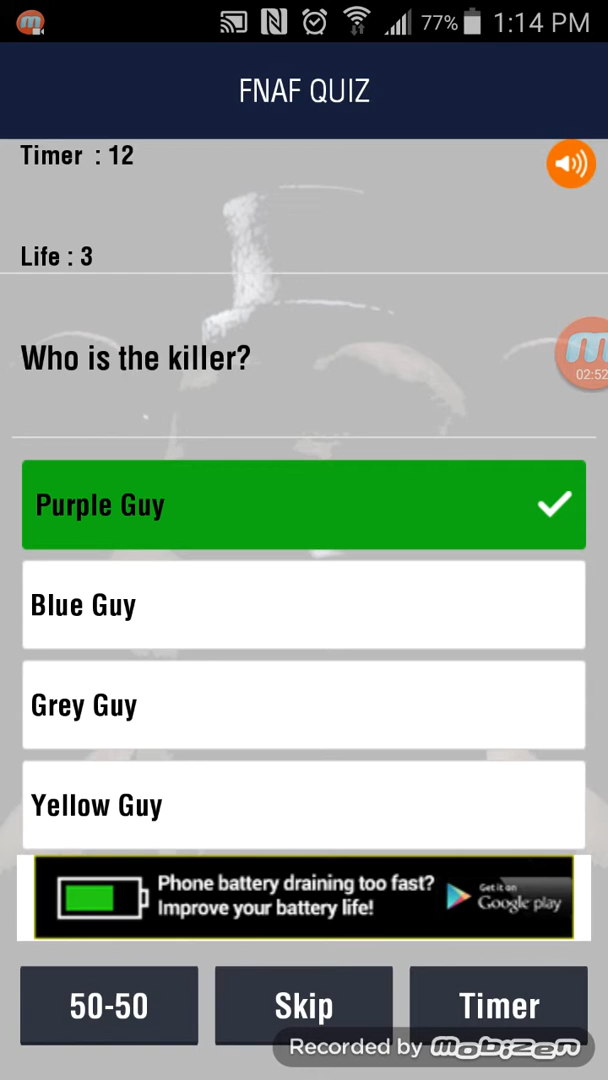 77% 1:14 PM
FNAF QUIZ
Timer : 12
Life : 3
Who is the killer?
02:52
Purple Guy
Blue Guy
Grey Guy
Yellow Guy
Phone battery draining too fast?
Improve your battery life!
Get it on
Google play
50-50 Skip Timer
Recorded by mobizen